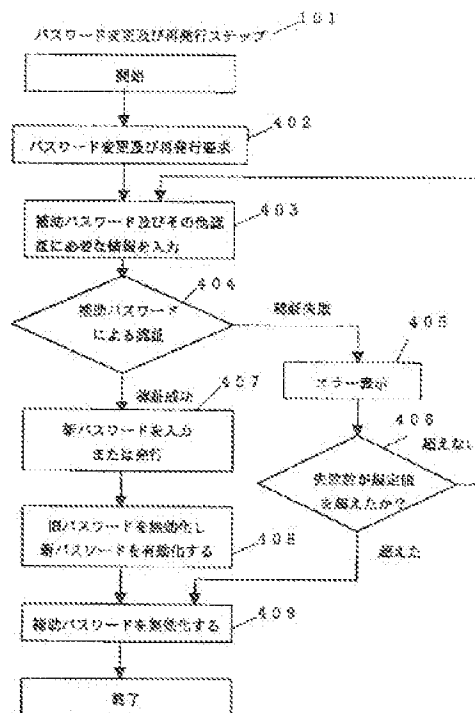 パスワード変更及び再発行ステップ
101
開始
402
パスワード変更及び再発行要求
403
補助パスワード及びその他認
証に必要な情報を入力
404
補助パスワード
による認証
認証失敗
405
エラー表示
407
認証成功
新パスワードを入力
または発行
406
超えない
失敗数が規定値
を超えたか？
旧パスワードを無効化し
新パスワードを有効化する
408
超えた
409
補助パスワードを無効化する
終了